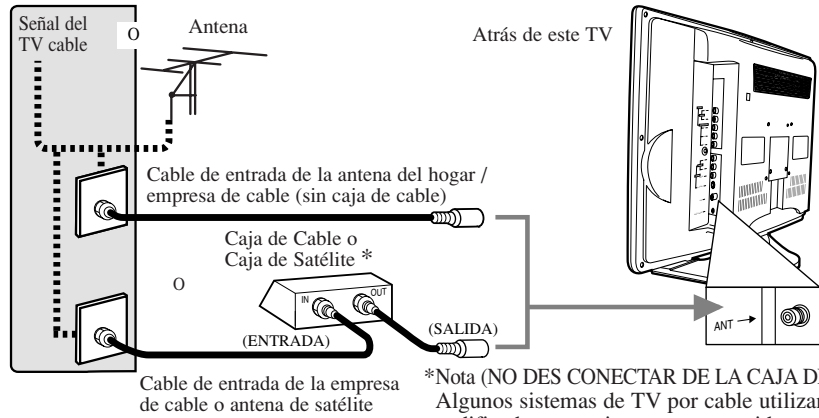 Señal del
TV cable
O
Antena
Atrás de este TV
Cable de entrada de la antena del hogar /
empresa de cable (sin caja de cable)
Caja de Cable o
Caja de Satélite *
O
IN
OUT
(ENTRADA)
(SALIDA)
ANT →
Cable de entrada de la empresa
de cable o antena de satélite
*Nota (NO DES CONECTAR DE LA CAJA
Algunos sistemas de TV por cable